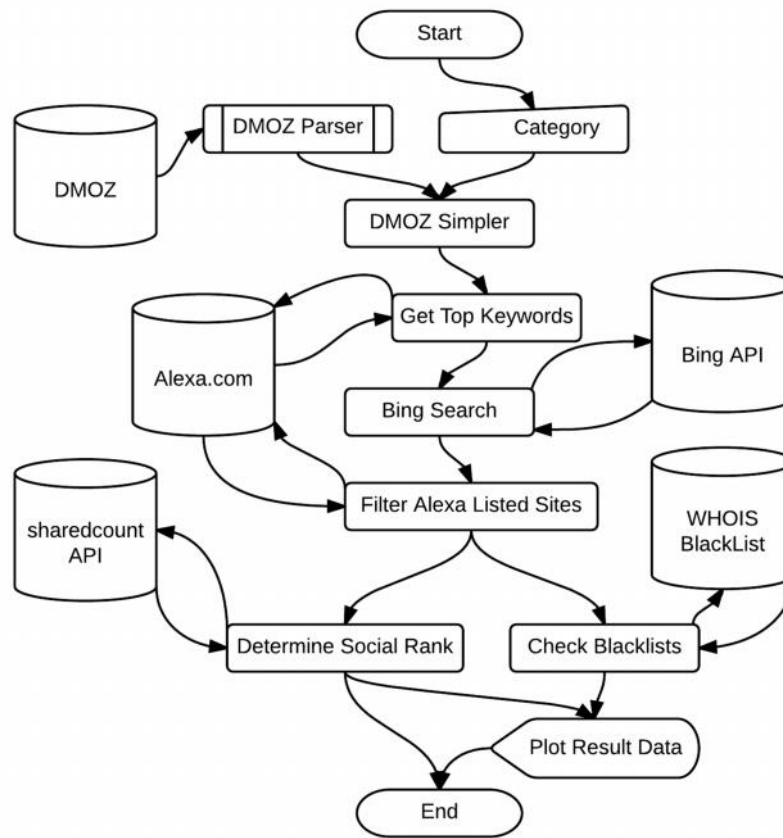 Start
DMOZ Parser
Category
DMOZ
DMOZ Simpler
Get Top Keywords
Alexa.com
Bing API
Bing Search
Filter Alexa Listed Sites
sharedcount
API
WHOIS
BlackList
Determine Social Rank
Check Blacklists
Plot Result Data
End